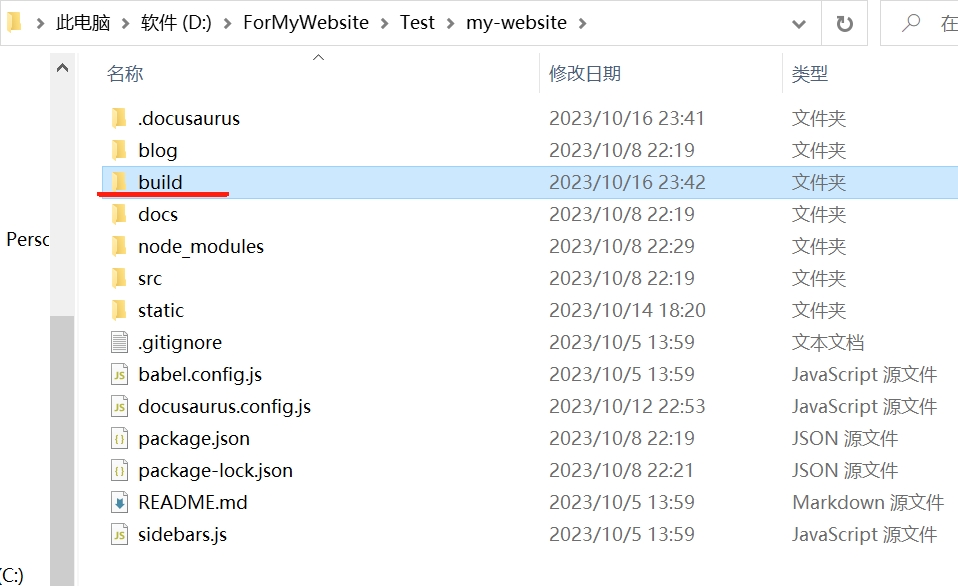 此电脑 > 软件 (D:) > ForMyWebsite > Test > my-website >
名称 修改日期 类型
.docusaurus 2023/10/16 23:41 文件夹
blog 2023/10/8 22:19 文件夹
build 2023/10/16 23:42 文件夹
docs 2023/10/8 22:19 文件夹
Persc
node_modules 2023/10/8 22:29 文件夹
src 2023/10/8 22:19 文件夹
static 2023/10/14 18:20 文件夹
.gitignore 2023/10/5 13:59 文本文档
babel.config.js 2023/10/5 13:59 JavaScript 源文件
docusaurus.config.js 2023/10/12 22:53 JavaScript 源文件
package.json 2023/10/8 22:19 JSON 源文件
package-lock.json 2023/10/8 22:21 JSON 源文件
README.md 2023/10/5 13:59 Markdown 源文件
sidebars.js 2023/10/5 13:59 JavaScript 源文件
(C:)